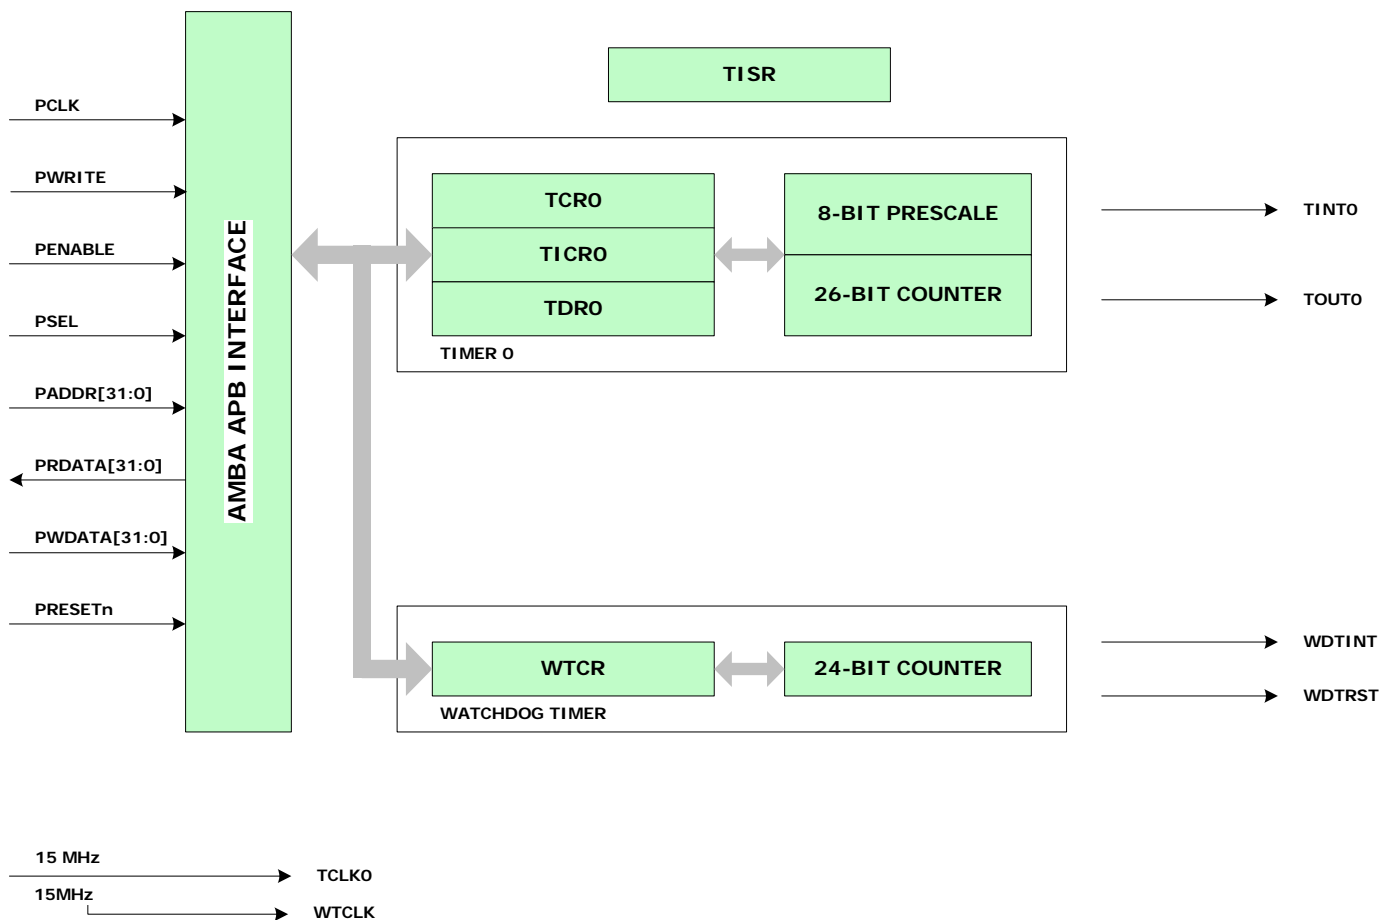 TISR
PCLK
PWRITE
PENABLE
PSEL
PADDR[31:0]
PRDATA[31:0]
PWDATA[31:0]
PRESETn
AMBA APB INTERFACE
TCR0
TICR0
TDR0
TIMER 0
8-BIT PRESCALE
26-BIT COUNTER
TINT0
TOUT0
WTCR
24-BIT COUNTER
WATCHDOG TIMER
WDTINT
WDTRST
15 MHz
TCLK0
15MHz
WTCLK